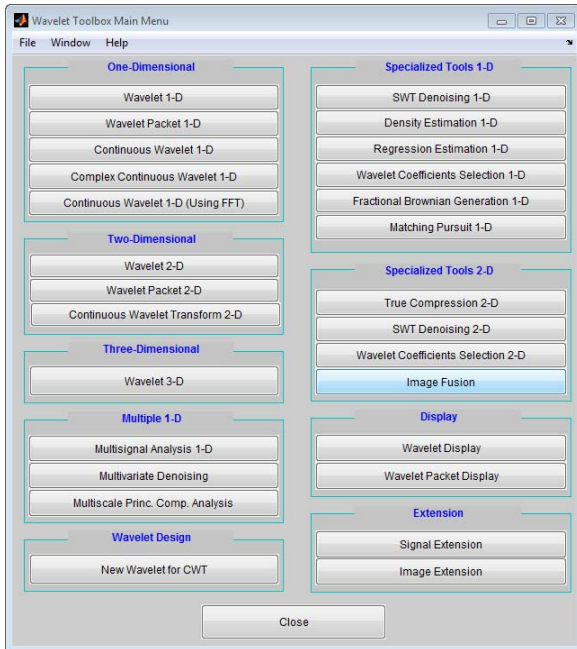 Wavelet Toolbox Main Menu
File Window Help
One-Dimensional
Wavelet 1-D
Wavelet Packet 1-D
Continuous Wavelet 1-D
Complex Continuous Wavelet 1-D
Continuous Wavelet 1-D (Using FFT)
Two-Dimensional
Wavelet 2-D
Wavelet Packet 2-D
Continuous Wavelet Transform 2-D
Three-Dimensional
Wavelet 3-D
Multiple 1-D
Multisignal Analysis 1-D
Multivariate Denoising
Multiscale Princ. Comp. Analysis
Wavelet Design
New Wavelet for CWT
Specialized Tools 1-D
SWT Denoising 1-D
Density Estimation 1-D
Regression Estimation 1-D
Wavelet Coefficients Selection 1-D
Fractional Brownian Generation 1-D
Matching Pursuit 1-D
Specialized Tools 2-D
True Compression 2-D
SWT Denoising 2-D
Wavelet Coefficients Selection 2-D
Image Fusion
Display
Wavelet Display
Wavelet Packet Display
Extension
Signal Extension
Image Extension
Close